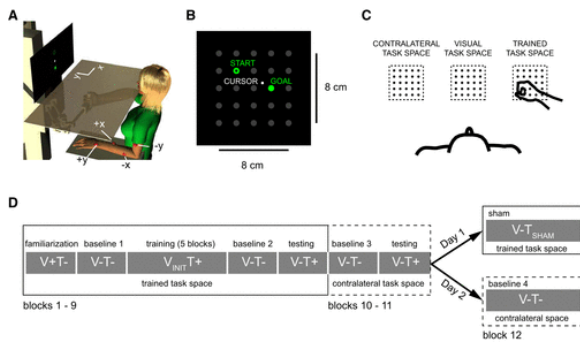 A
+x
+y
-x
-y
B
START
CURSOR
GOAL
8 cm
8 cm
C
CONTRALATERAL TASK SPACE
VISUAL TASK SPACE
TRAINED TASK SPACE
D
familiarization baseline 1 training (5 blocks) baseline 2 testing baseline 3 testing
V+T- V-T- VINITT+ V-T- V-T+ V-T- V-T+
trained task space contralateral task space
blocks 1 - 9 blocks 10 - 11
Day 1
Day 2
sham
V-TSHAM
trained task space
baseline 4
V-T-
contralateral space
block 12